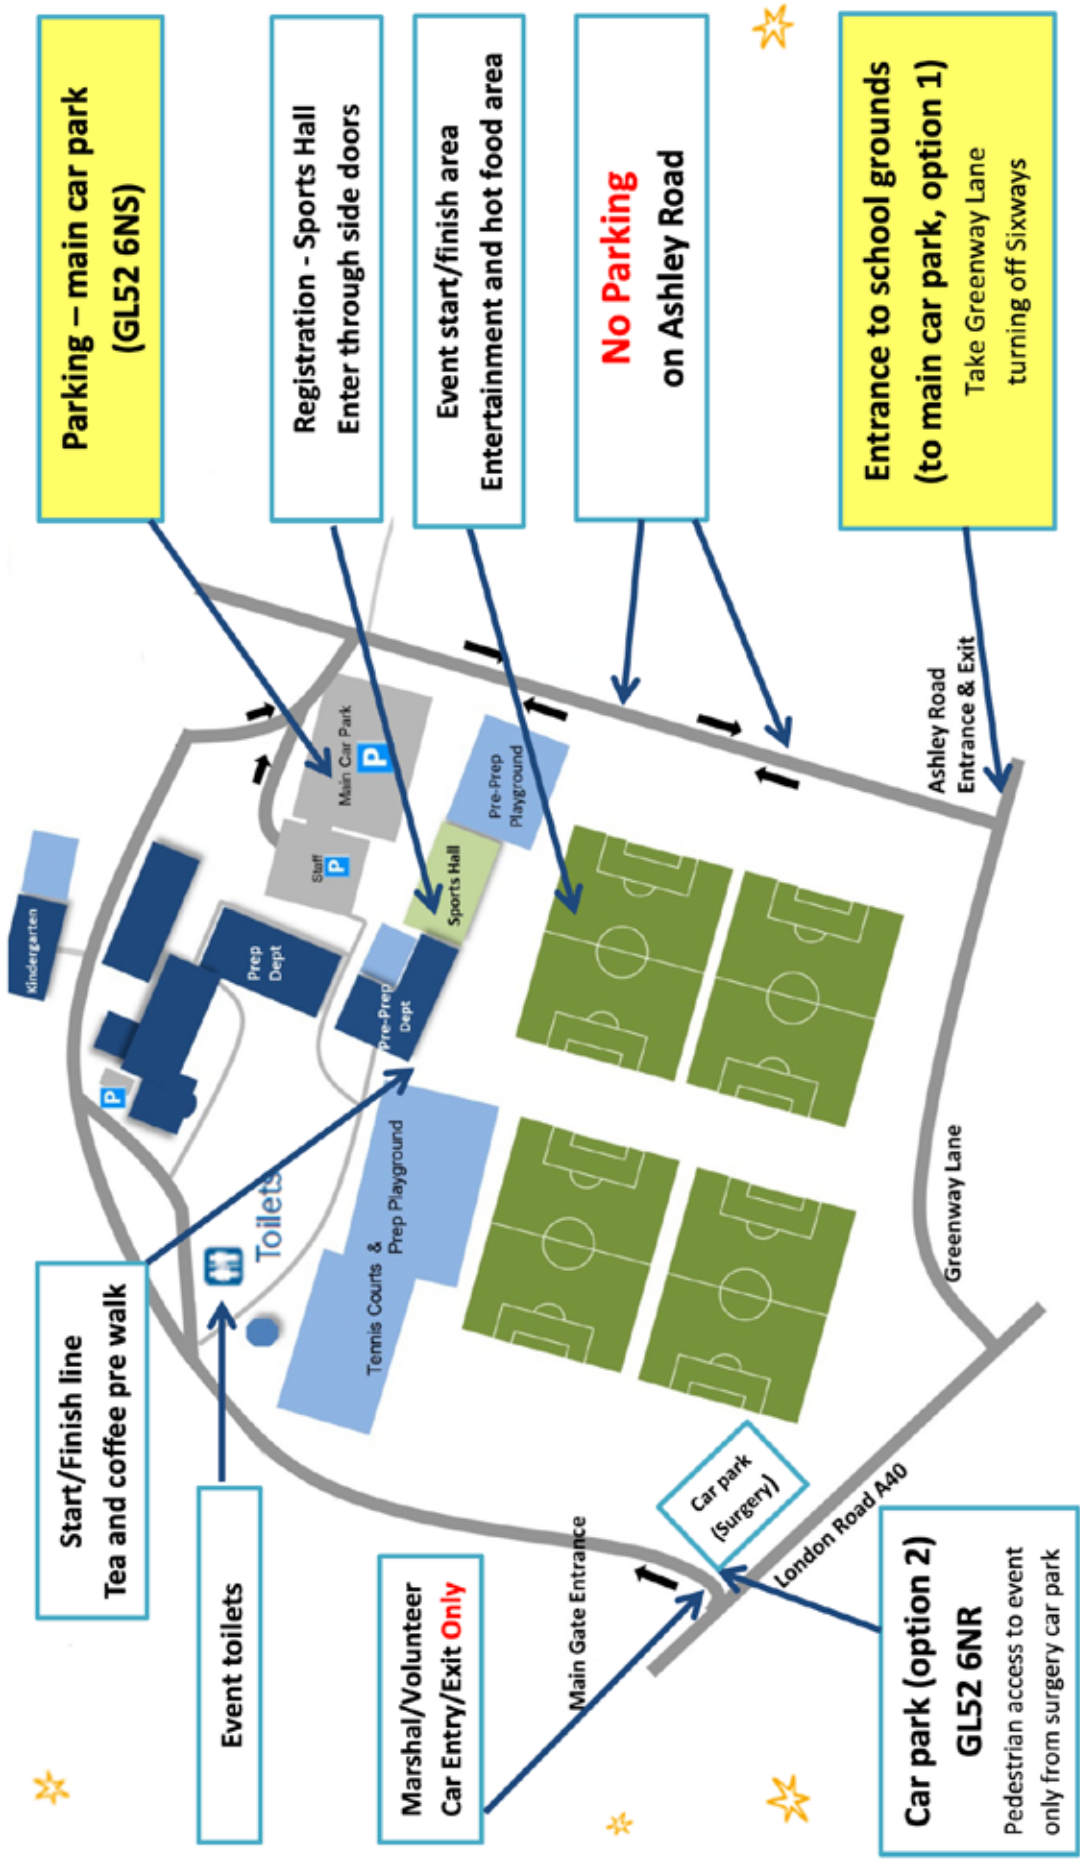 Start/Finish line
Tea and coffee pre walk
Parking – main car park
(GL52 6NS)
Event toilets
Registration - Sports Hall
Enter through side doors
Marshal/Volunteer
Car Entry/Exit Only
Event start/finish area
Entertainment and hot food area
No Parking
on Ashley Road
Car park (option 2)
GL52 6NR
Pedestrian access to event
only from surgery car park
Entrance to school grounds
(to main car park, option 1)
Take Greenway Lane
turning off Sixways
Kindergarten
P
Toilets
Prep
Dept
Staff
P
Main Car Park
P
Pre-Prep
Dept
Sports Hall
Pre-Prep
Playground
Tennis Courts &
Prep Playground
Main Gate Entrance
Car park
(Surgery)
London Road A40
Greenway Lane
Ashley Road
Entrance & Exit